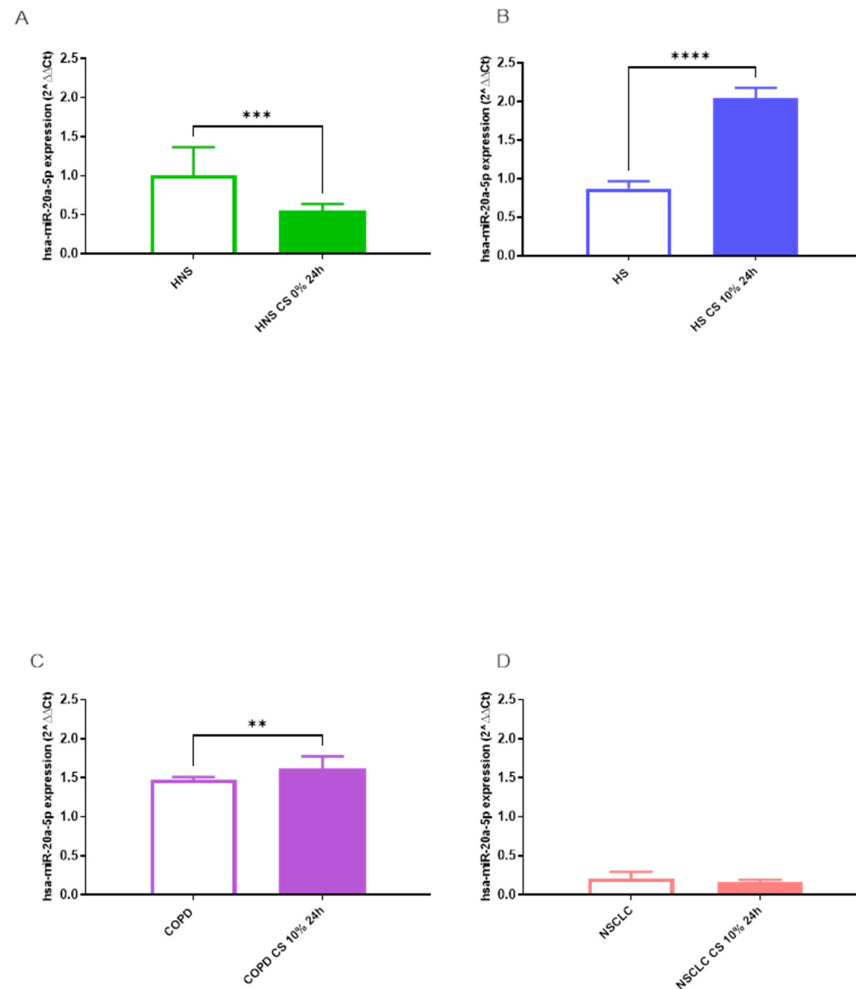 A
hsa-miR-20a-5p expression (2^ΔΔCt)
2.5
2.0
1.5
1.0
0.5
0.0
***
HNS
HNS CS 0% 24h
B
hsa-miR-20a-5p expression (2^ΔΔCt)
2.5
2.0
1.5
1.0
0.5
0.0
****
HS
HS CS 10% 24h
C
hsa-miR-20a-5p expression (2^ΔΔCt)
2.5
2.0
1.5
1.0
0.5
0.0
**
COPD
COPD CS 10% 24h
D
hsa-miR-20a-5p expression (2^ΔΔCt)
2.5
2.0
1.5
1.0
0.5
0.0
NSCLC
NSCLC CS 10% 24h